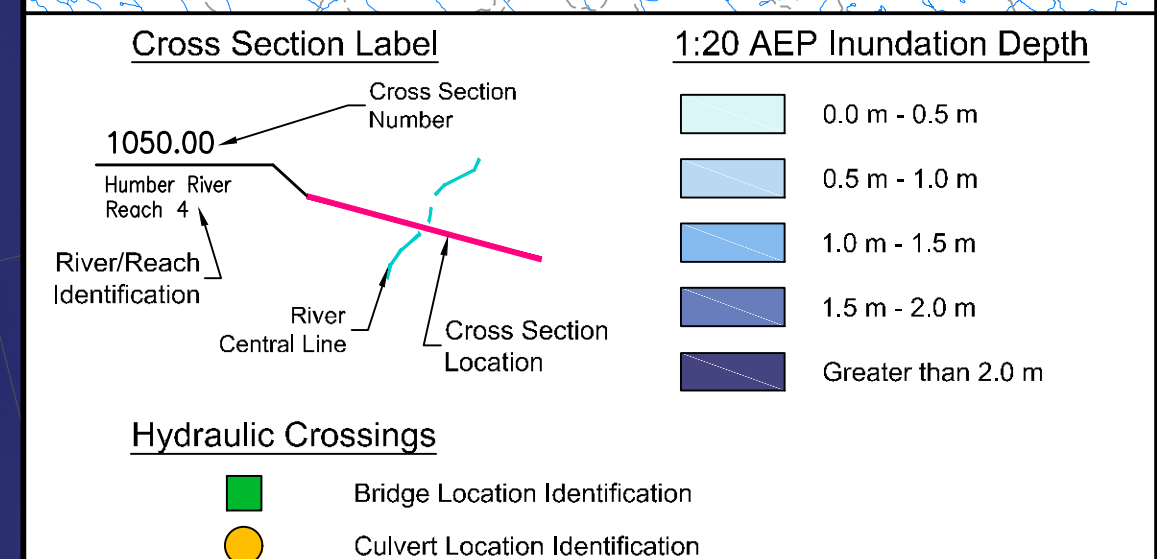 Cross Section Label
Cross Section
Number
1050.00
Humber River
Reach 4
River/Reach
Identification
River
Central Line
Cross Section
Location
1:20 AEP Inundation Depth
0.0 m - 0.5 m
0.5 m - 1.0 m
1.0 m - 1.5 m
1.5 m - 2.0 m
Greater than 2.0 m
Hydraulic Crossings
Bridge Location Identification
Culvert Location Identification